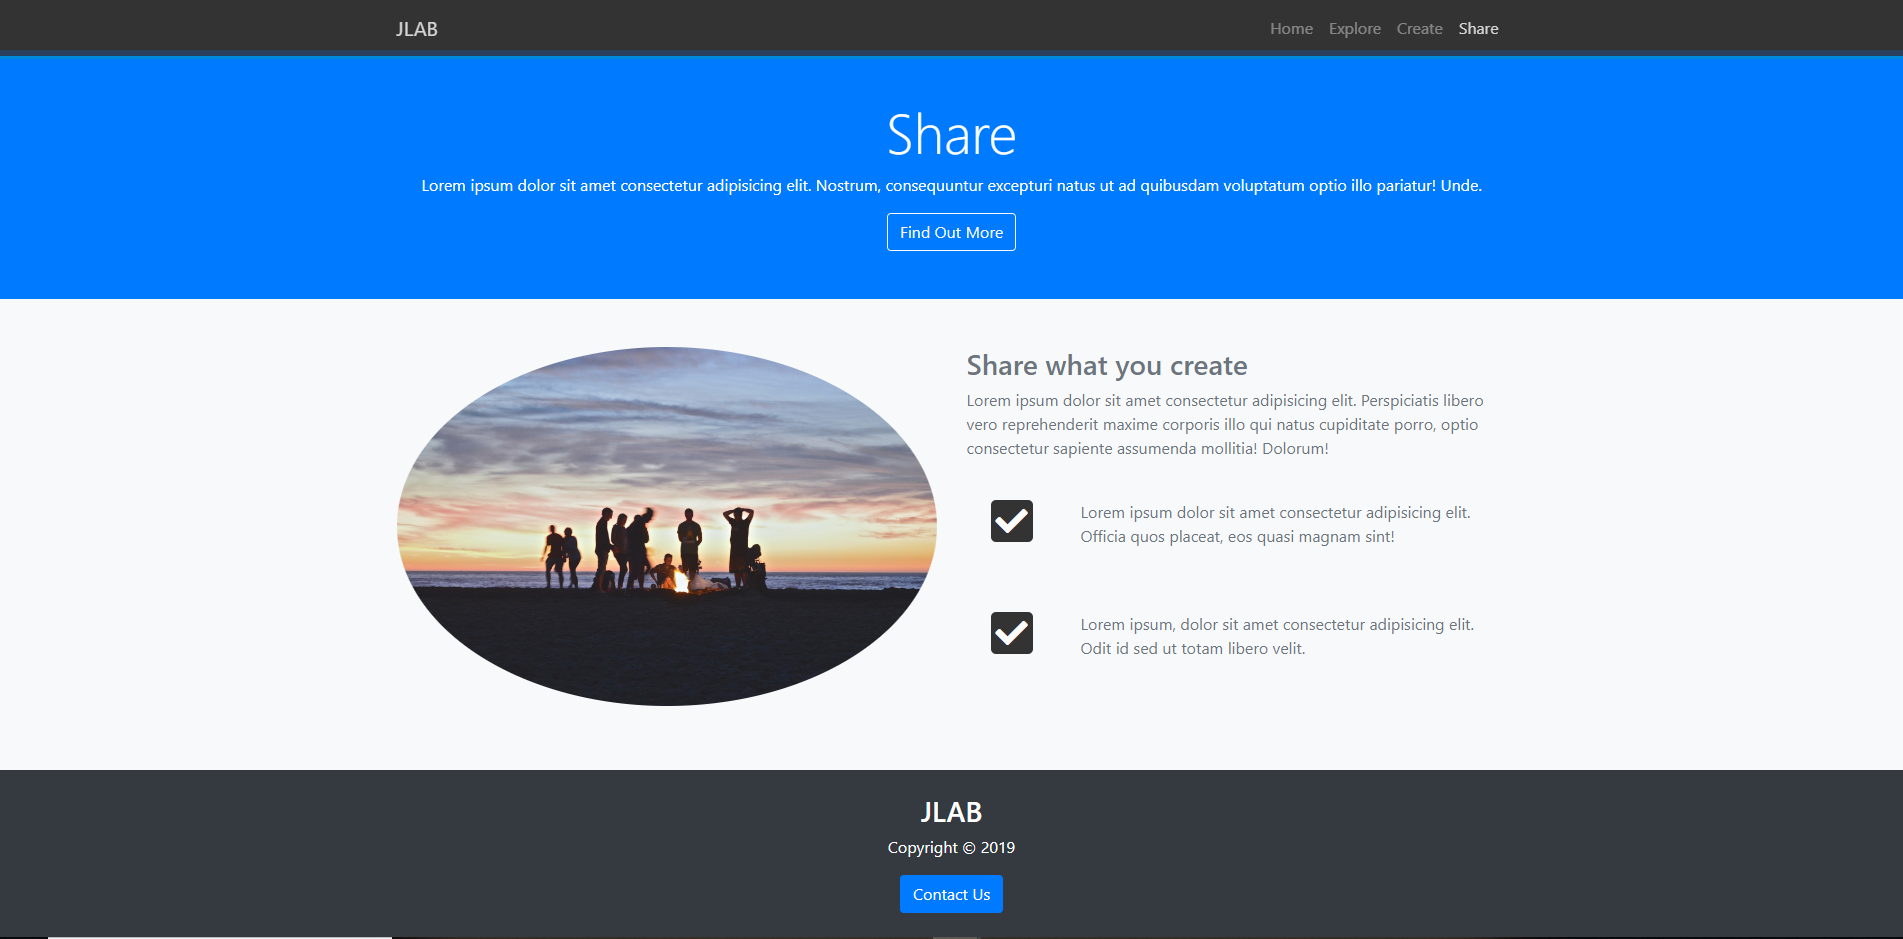 JLAB
Home Explore Create Share
Share
Lorem ipsum dolor sit amet consectetur adipisicing elit. Nostrum, consequuntur excepturi natus ut ad quibusdam voluptatum optio illo pariatur! Unde.
Find Out More
Share what you create
Lorem ipsum dolor sit amet consectetur adipisicing elit. Perspiciatis libero
vero reprehenderit maxime corporis illo qui natus cupiditate porro, optio
consectetur sapiente assumenda mollitia! Dolorum!
Lorem ipsum dolor sit amet consectetur adipisicing elit.
Officia quos placeat, eos quasi magnam sint!
Lorem ipsum, dolor sit amet consectetur adipisicing elit.
Odit id sed ut totam libero velit.
JLAB
Copyright © 2019
Contact Us